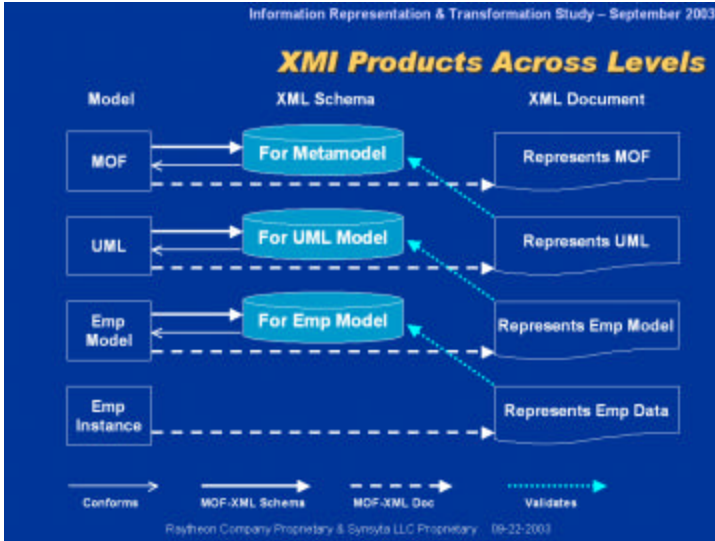 Information Representation & Transformation Study – September 2003
XMI Products Across Levels
Model XML Schema XML Document
MOF For Metamodel Represents MOF
UML For UML Model Represents UML
Emp
Model For Emp Model Represents Emp Model
Emp
Instance Represents Emp Data
Conforms MOF-XML Schema MOF-XML Doc Validates
Raytheon Company Proprietary & Synsyta LLC Proprietary 09-22-2003